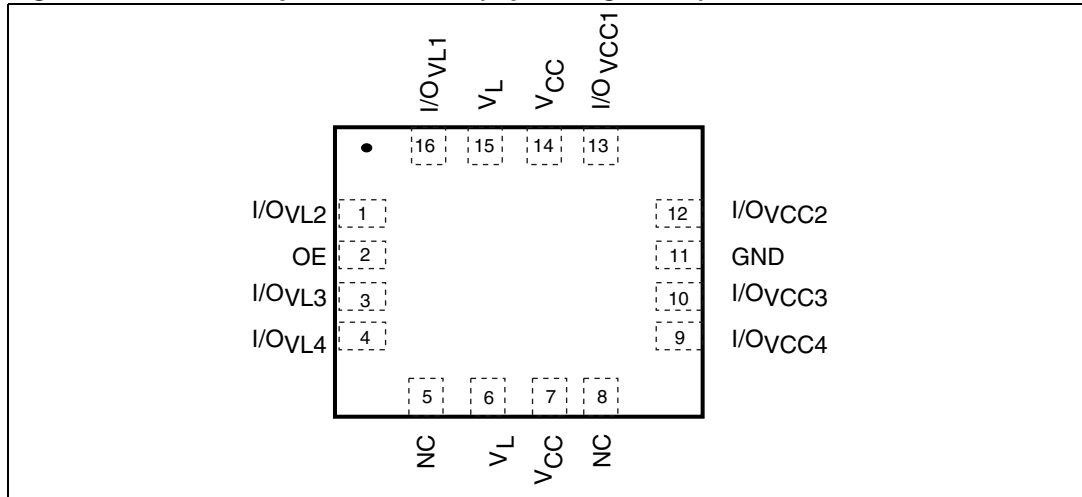 I/OVL1
VL
VCC
I/OVCC1
16 15 14 13
I/OVL2 1 12 I/OVCC2
OE 2 11 GND
I/OVL3 3 10 I/OVCC3
I/OVL4 4 9 I/OVCC4
5 6 7 8
NC
VL
VCC
NC